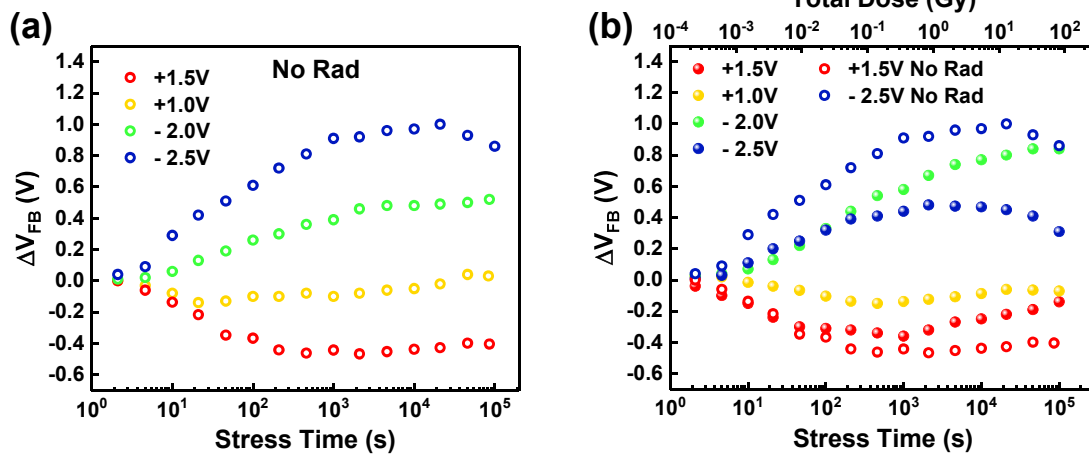 (a)
No Rad
+1.5V
+1.0V
- 2.0V
- 2.5V
1.4
1.2
1.0
0.8
0.6
0.4
0.2
0.0
-0.2
-0.4
-0.6
ΔV_FB (V)
10^0 10^1 10^2 10^3 10^4 10^5
Stress Time (s)
Total Dose (Gy)
(b)
10^-4 10^-3 10^-2 10^-1 10^0 10^1 10^2
+1.5V +1.5V No Rad
+1.0V - 2.5V No Rad
- 2.0V
- 2.5V
1.4
1.2
1.0
0.8
0.6
0.4
0.2
0.0
-0.2
-0.4
-0.6
ΔV_FB (V)
10^0 10^1 10^2 10^3 10^4 10^5
Stress Time (s)